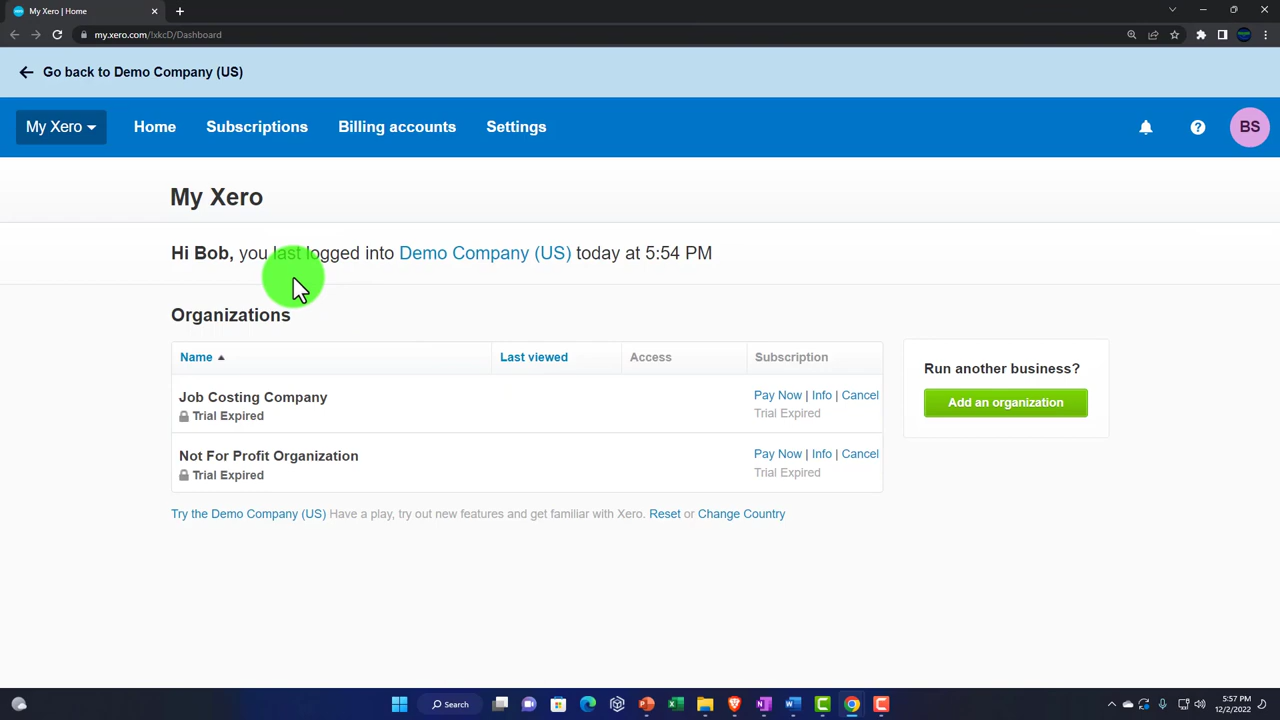 My Xero | Home
my.xero.com/!xkcD/Dashboard
Go back to Demo Company (US)
My Xero Home Subscriptions Billing accounts Settings BS
My Xero
Hi Bob, you last logged into Demo Company (US) today at 5:54 PM
Organizations
Name Last viewed Access Subscription
Job Costing Company
Trial Expired
Pay Now | Info | Cancel
Trial Expired
Not For Profit Organization
Trial Expired
Pay Now | Info | Cancel
Trial Expired
Run another business?
Add an organization
Try the Demo Company (US) Have a play, try out new features and get familiar with Xero. Reset or Change Country
Search
5:57 PM
12/2/2022